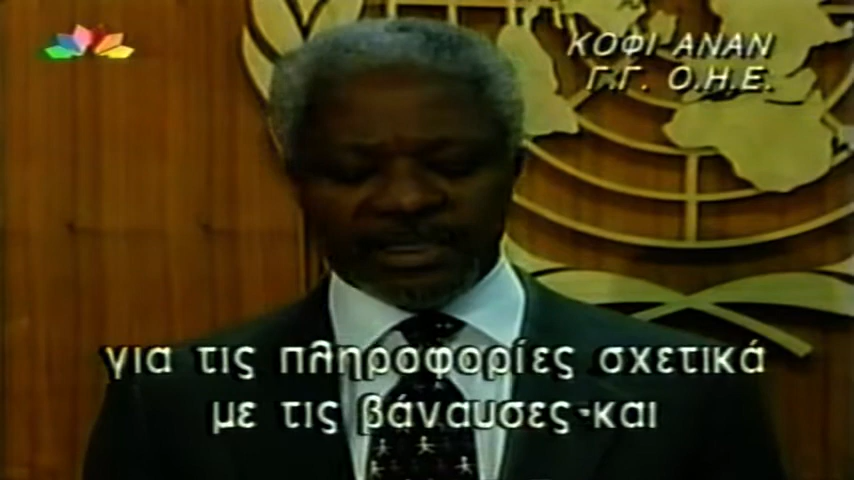 ΚΟΦΙ ΑΝΑΝ
Γ.Γ. Ο.Η.Ε.
για τις πληροφορίες σχετικά
με τις βάναυσες και